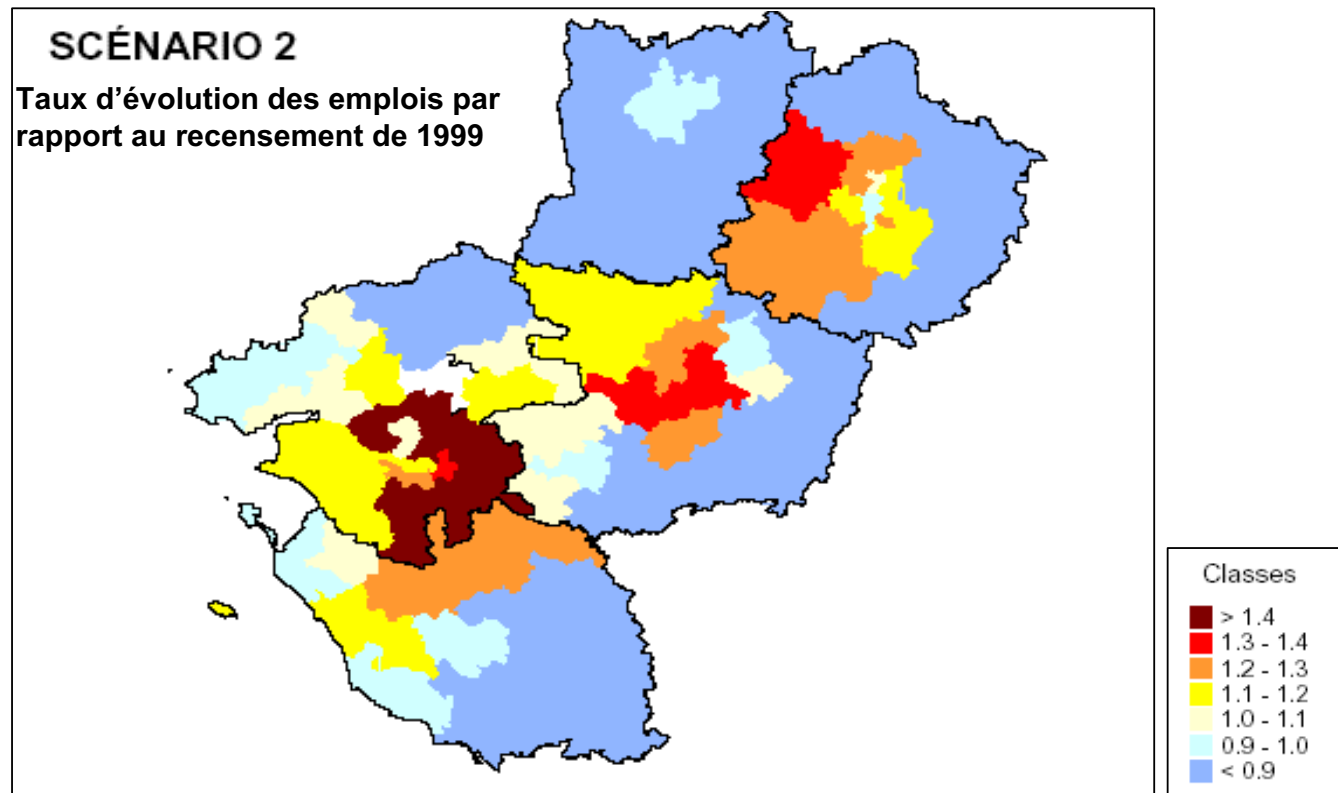 SCÉNARIO 2
Taux d'évolution des emplois par
rapport au recensement de 1999
Classes
> 1.4
1.3 - 1.4
1.2 - 1.3
1.1 - 1.2
1.0 - 1.1
0.9 - 1.0
< 0.9